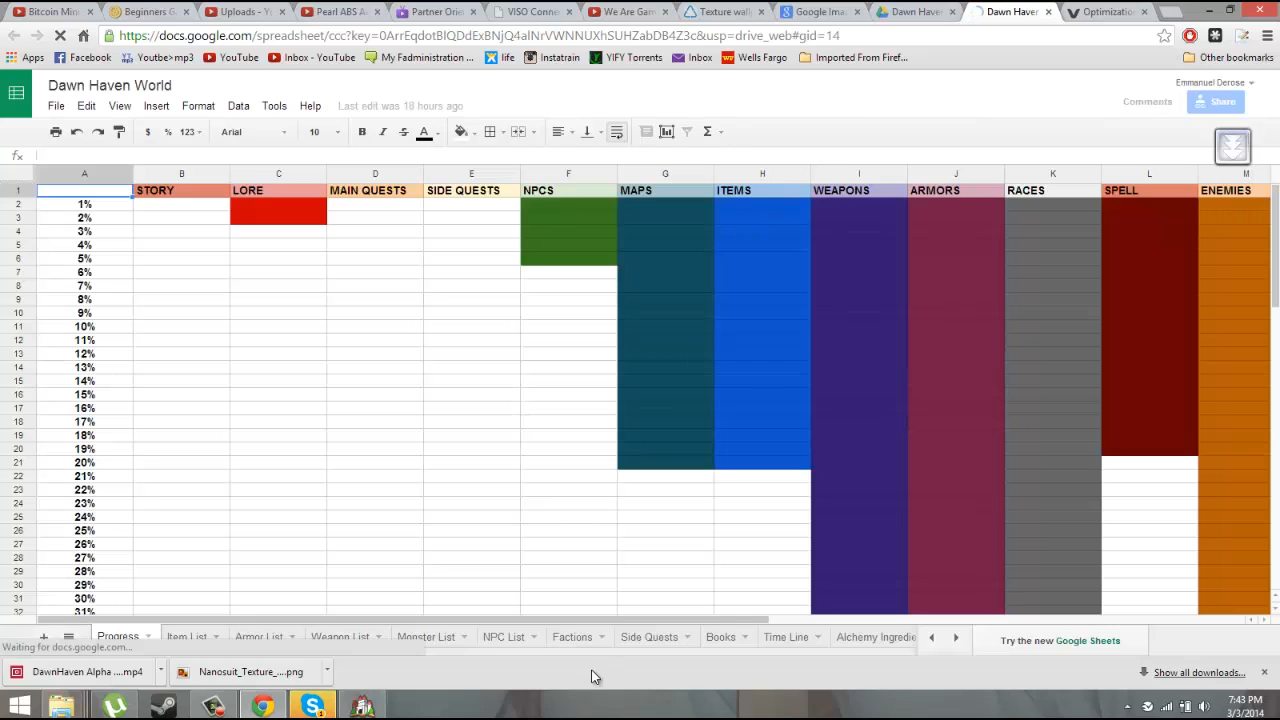 Bitcoin Min
Beginners G
Uploads - Y
Pearl ABS A
Partner Orie
VISO Conne
We Are Gam
Texture wal
Google Ima
Dawn Haven
Dawn Haven
Optimization
https://docs.google.com/spreadsheet/ccc?key=0ArrEqdotBlQDdG8NjQ4alNrVWNNUXhSUHZabDB4Z3c&usp=drive_web#gid=14
Apps Facebook Youtbe>mp3 YouTube Inbox - YouTube My Fadministration ... life Instatrain YIFY Torrents Inbox Wells Fargo Imported From Firef... Other bookmarks
Dawn Haven World
Emmanuel Derose
File Edit View Insert Format Data Tools Help Last edit was 18 hours ago
Comments Share
$ % 123 Arial 10 B I S A Σ
fx
A B C D E F G H I J K L M
1 STORY LORE MAIN QUESTS SIDE QUESTS NPCS MAPS ITEMS WEAPONS ARMORS RACES SPELL ENEMIES
2 1%
3 2%
4 3%
5 4%
6 5%
7 6%
8 7%
9 8%
10 9%
11 10%
12 11%
13 12%
14 13%
15 14%
16 15%
17 16%
18 17%
19 18%
20 19%
21 20%
22 21%
23 22%
24 23%
25 24%
26 25%
27 26%
28 27%
29 28%
30 29%
31 30%
32 31%
Progress Item List Armor List Weapon List Monster List NPC List Factions Side Quests Books Time Line Alchemy Ingredie
Try the new Google Sheets
Waiting for docs.google.com...
DawnHaven Alpha ....mp4 Nanosuit_Texture_....png Show all downloads...
7:43 PM
3/3/2014